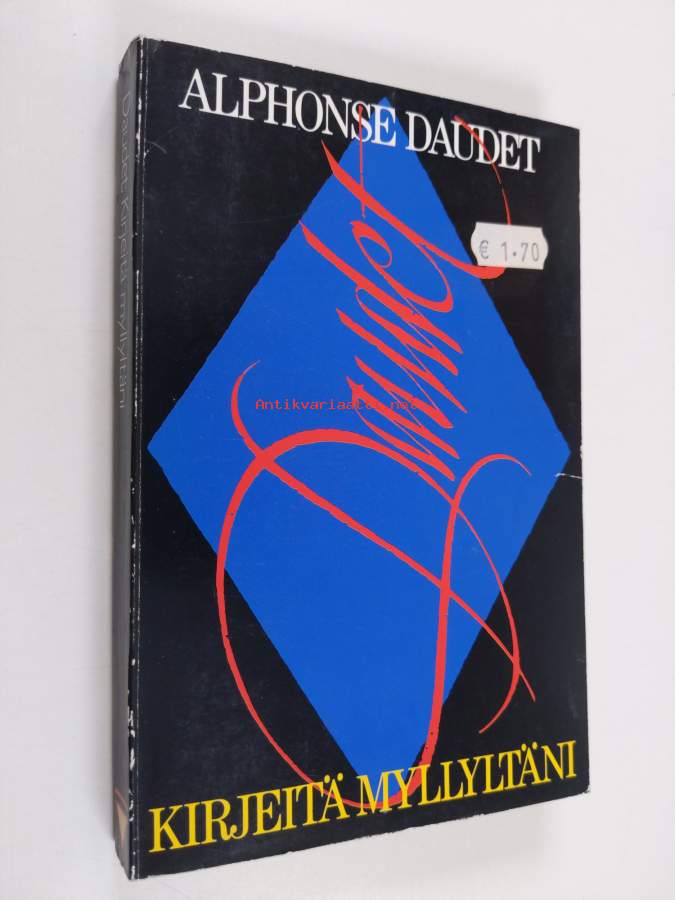 ALPHONSE DAUDET
Daudet
€ 1.70
Antikvariaatti.net
KIRJEITÄ MYLLYLTÄNI
Daudet: Kirjeitä myllyltäni